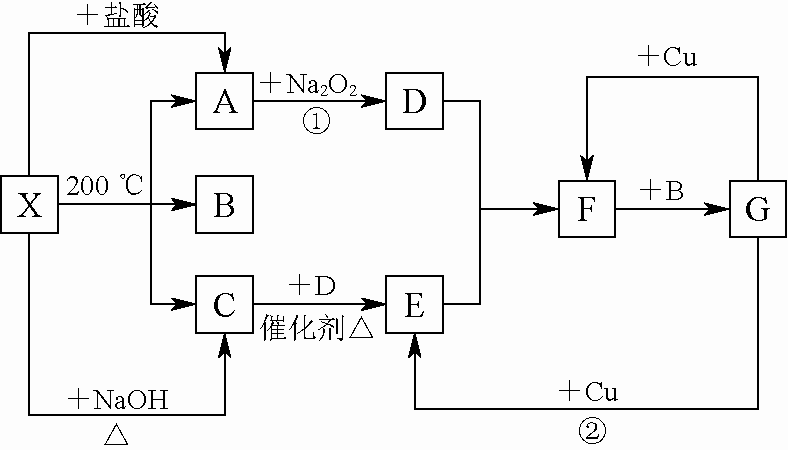 +盐酸
+Cu
A
+Na₂O₂
①
D
X
200 ℃
B
F
+B
G
C
+D
催化剂△
E
+NaOH
△
+Cu
②